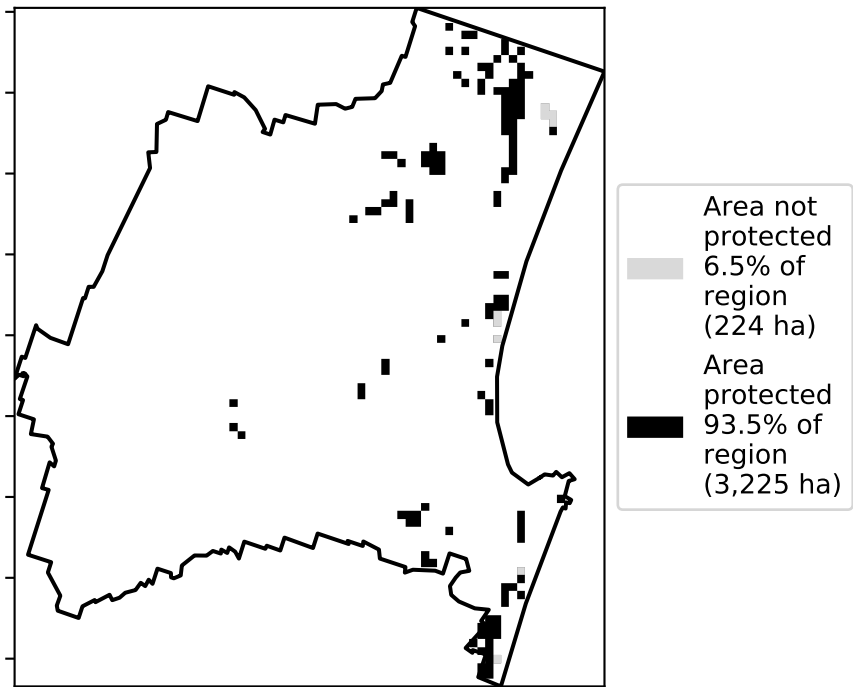 Area not
protected
6.5% of
region
(224 ha)
Area
protected
93.5% of
region
(3,225 ha)